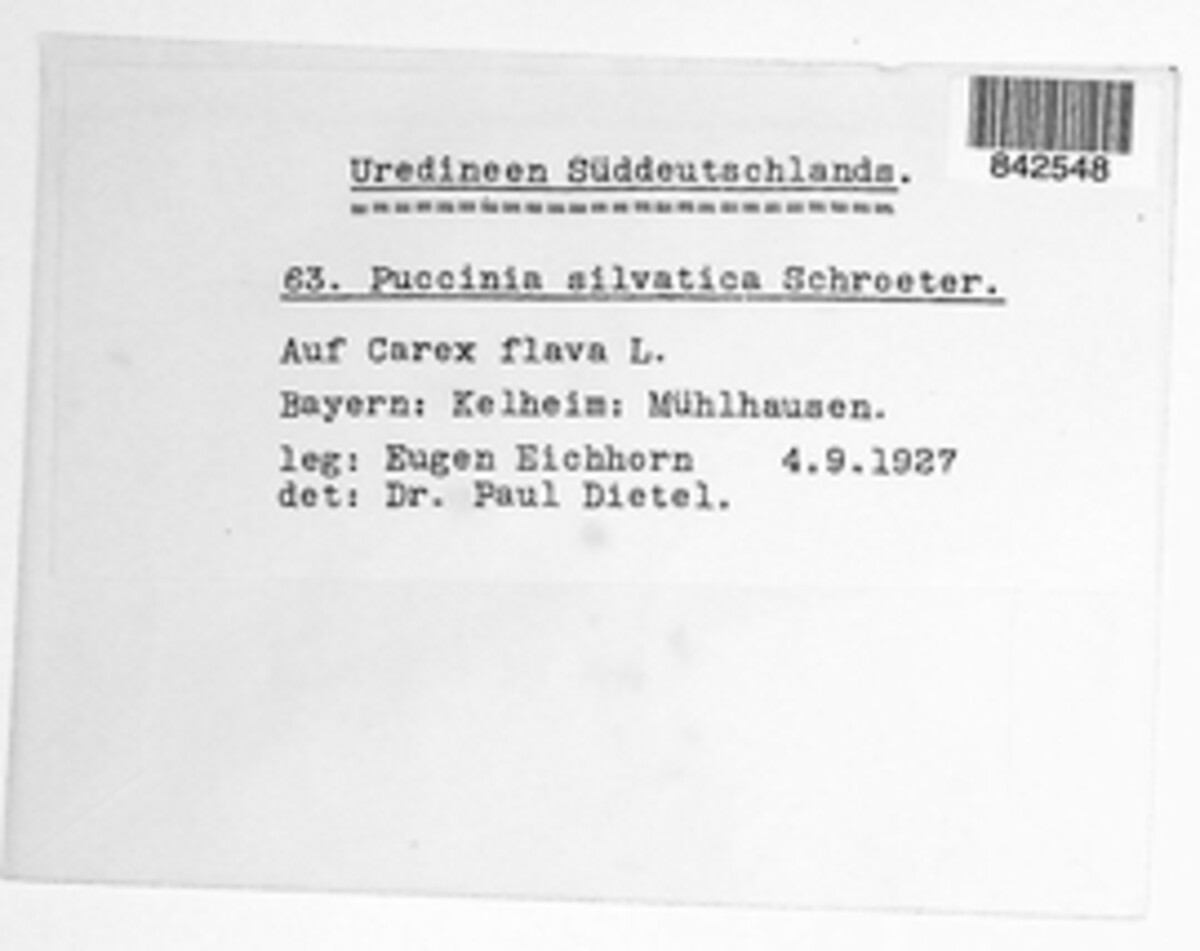 842548
Uredineen Süddeutschlands.
63. Puccinia silvatica Schroeter.
Auf Carex flava L.
Bayern: Kelheim: Mühlhausen.
leg: Eugen Eichhorn 4.9.1927
det: Dr. Paul Dietel.